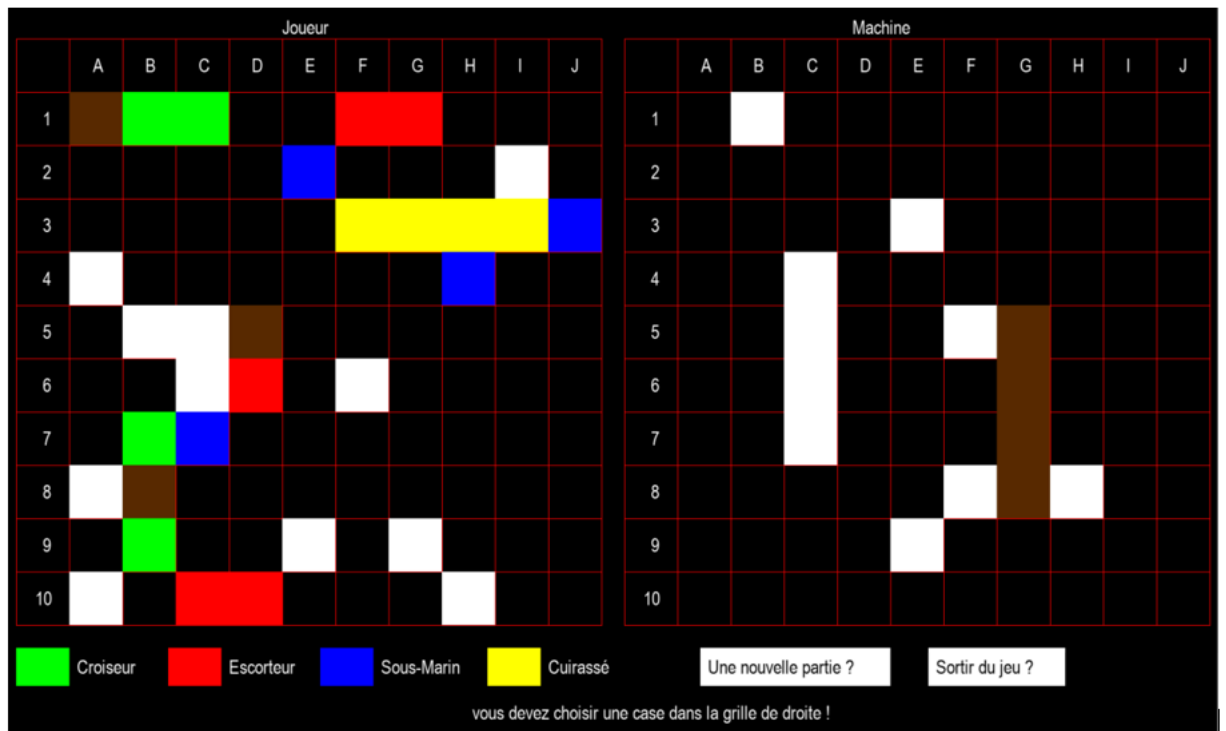 Joueur Machine
A B C D E F G H I J A B C D E F G H I J
1 1
2 2
3 3
4 4
5 5
6 6
7 7
8 8
9 9
10 10
Croiseur Escorteur Sous-Marin Cuirassé Une nouvelle partie ? Sortir du jeu ?
vous devez choisir une case dans la grille de droite !